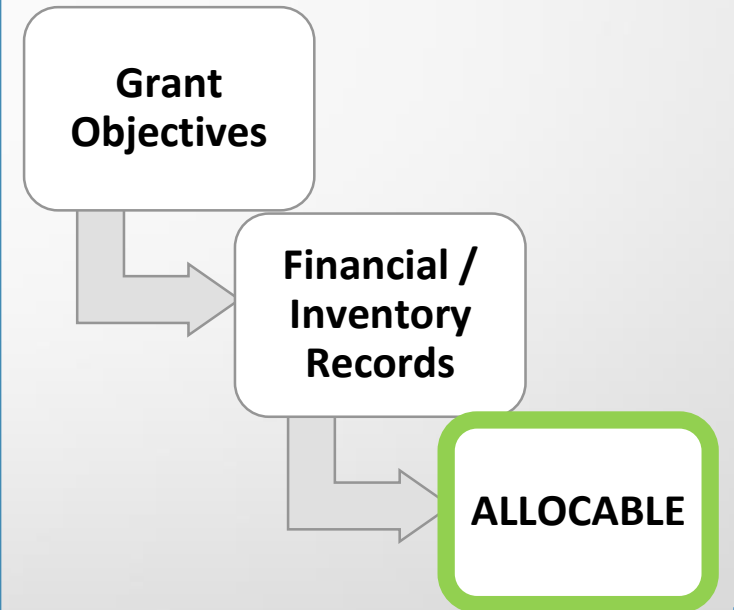 Grant
Objectives
Financial /
Inventory
Records
ALLOCABLE